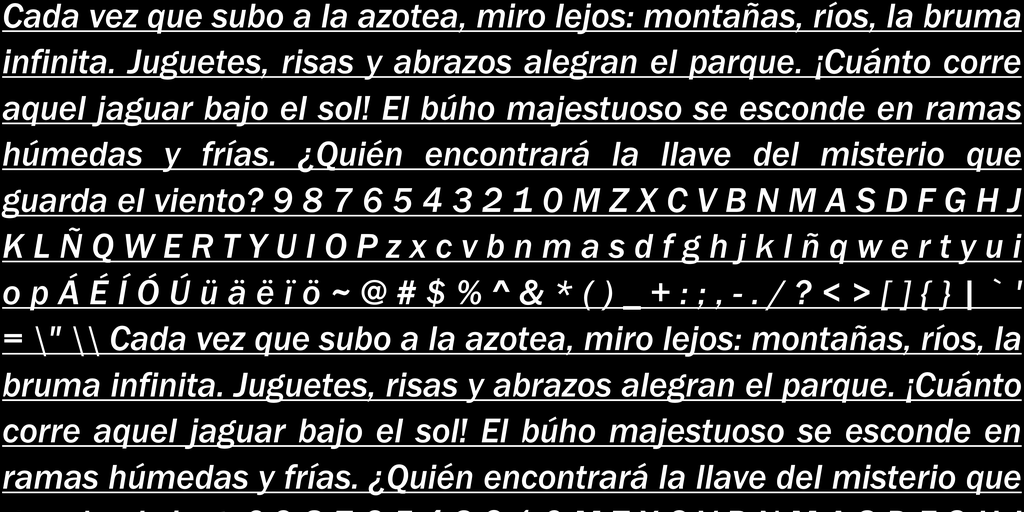 Cada vez que subo a la azotea, miro lejos: montañas, ríos, la bruma
infinita. Juguetes, risas y abrazos alegran el parque. ¡Cuánto corre
aquel jaguar bajo el sol! El búho majestuoso se esconde en ramas
húmedas y frías. ¿Quién encontrará la llave del misterio que
guarda el viento? 9 8 7 6 5 4 3 2 1 0 M Z X C V B N M A S D F G H J
K L Ñ Q W E R T Y U I O P z x c v b n m a s d f g h j k l ñ q w e r t y u i
o p Á É Í Ó Ú ü ä ë ï ö ~ @ # $ % ^ & * ( ) _ + : ; , - . / ? < > [ ] { } | ` '
= \" \\ Cada vez que subo a la azotea, miro lejos: montañas, ríos, la
bruma infinita. Juguetes, risas y abrazos alegran el parque. ¡Cuánto
corre aquel jaguar bajo el sol! El búho majestuoso se esconde en
ramas húmedas y frías. ¿Quién encontrará la llave del misterio que